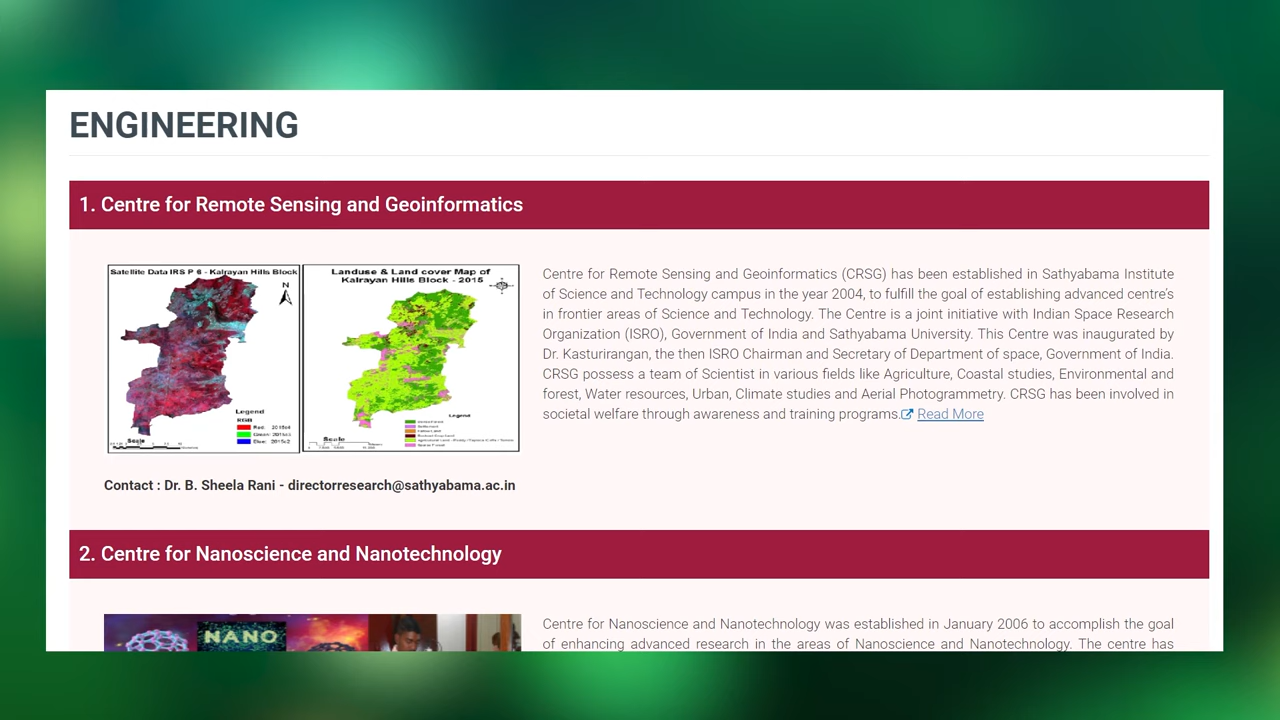 ENGINEERING
1. Centre for Remote Sensing and Geoinformatics
Satellite Data IRS P 6 - Kalrayan Hills Block
N
Legend
RGB
Red: 2015b4
Scale
Landuse & Land cover Map of
Kalrayan Hills Block - 2015
Legend
Scale
Centre for Remote Sensing and Geoinformatics (CRSG) has been established in Sathyabama Institute
of Science and Technology campus in the year 2004, to fulfill the goal of establishing advanced centre's
in frontier areas of Science and Technology. The Centre is a joint initiative with Indian Space Research
Organization (ISRO), Government of India and Sathyabama University. This Centre was inaugurated by
Dr. Kasturirangan, the then ISRO Chairman and Secretary of Department of space, Government of India.
CRSG possess a team of Scientist in various fields like Agriculture, Coastal studies, Environmental and
forest, Water resources, Urban, Climate studies and Aerial Photogrammetry. CRSG has been involved in
societal welfare through awareness and training programs. Read More
Contact : Dr. B. Sheela Rani - directorresearch@sathyabama.ac.in
2. Centre for Nanoscience and Nanotechnology
NANO
Centre for Nanoscience and Nanotechnology was established in January 2006 to accomplish the goal
of enhancing advanced research in the areas of Nanoscience and Nanotechnology. The centre has